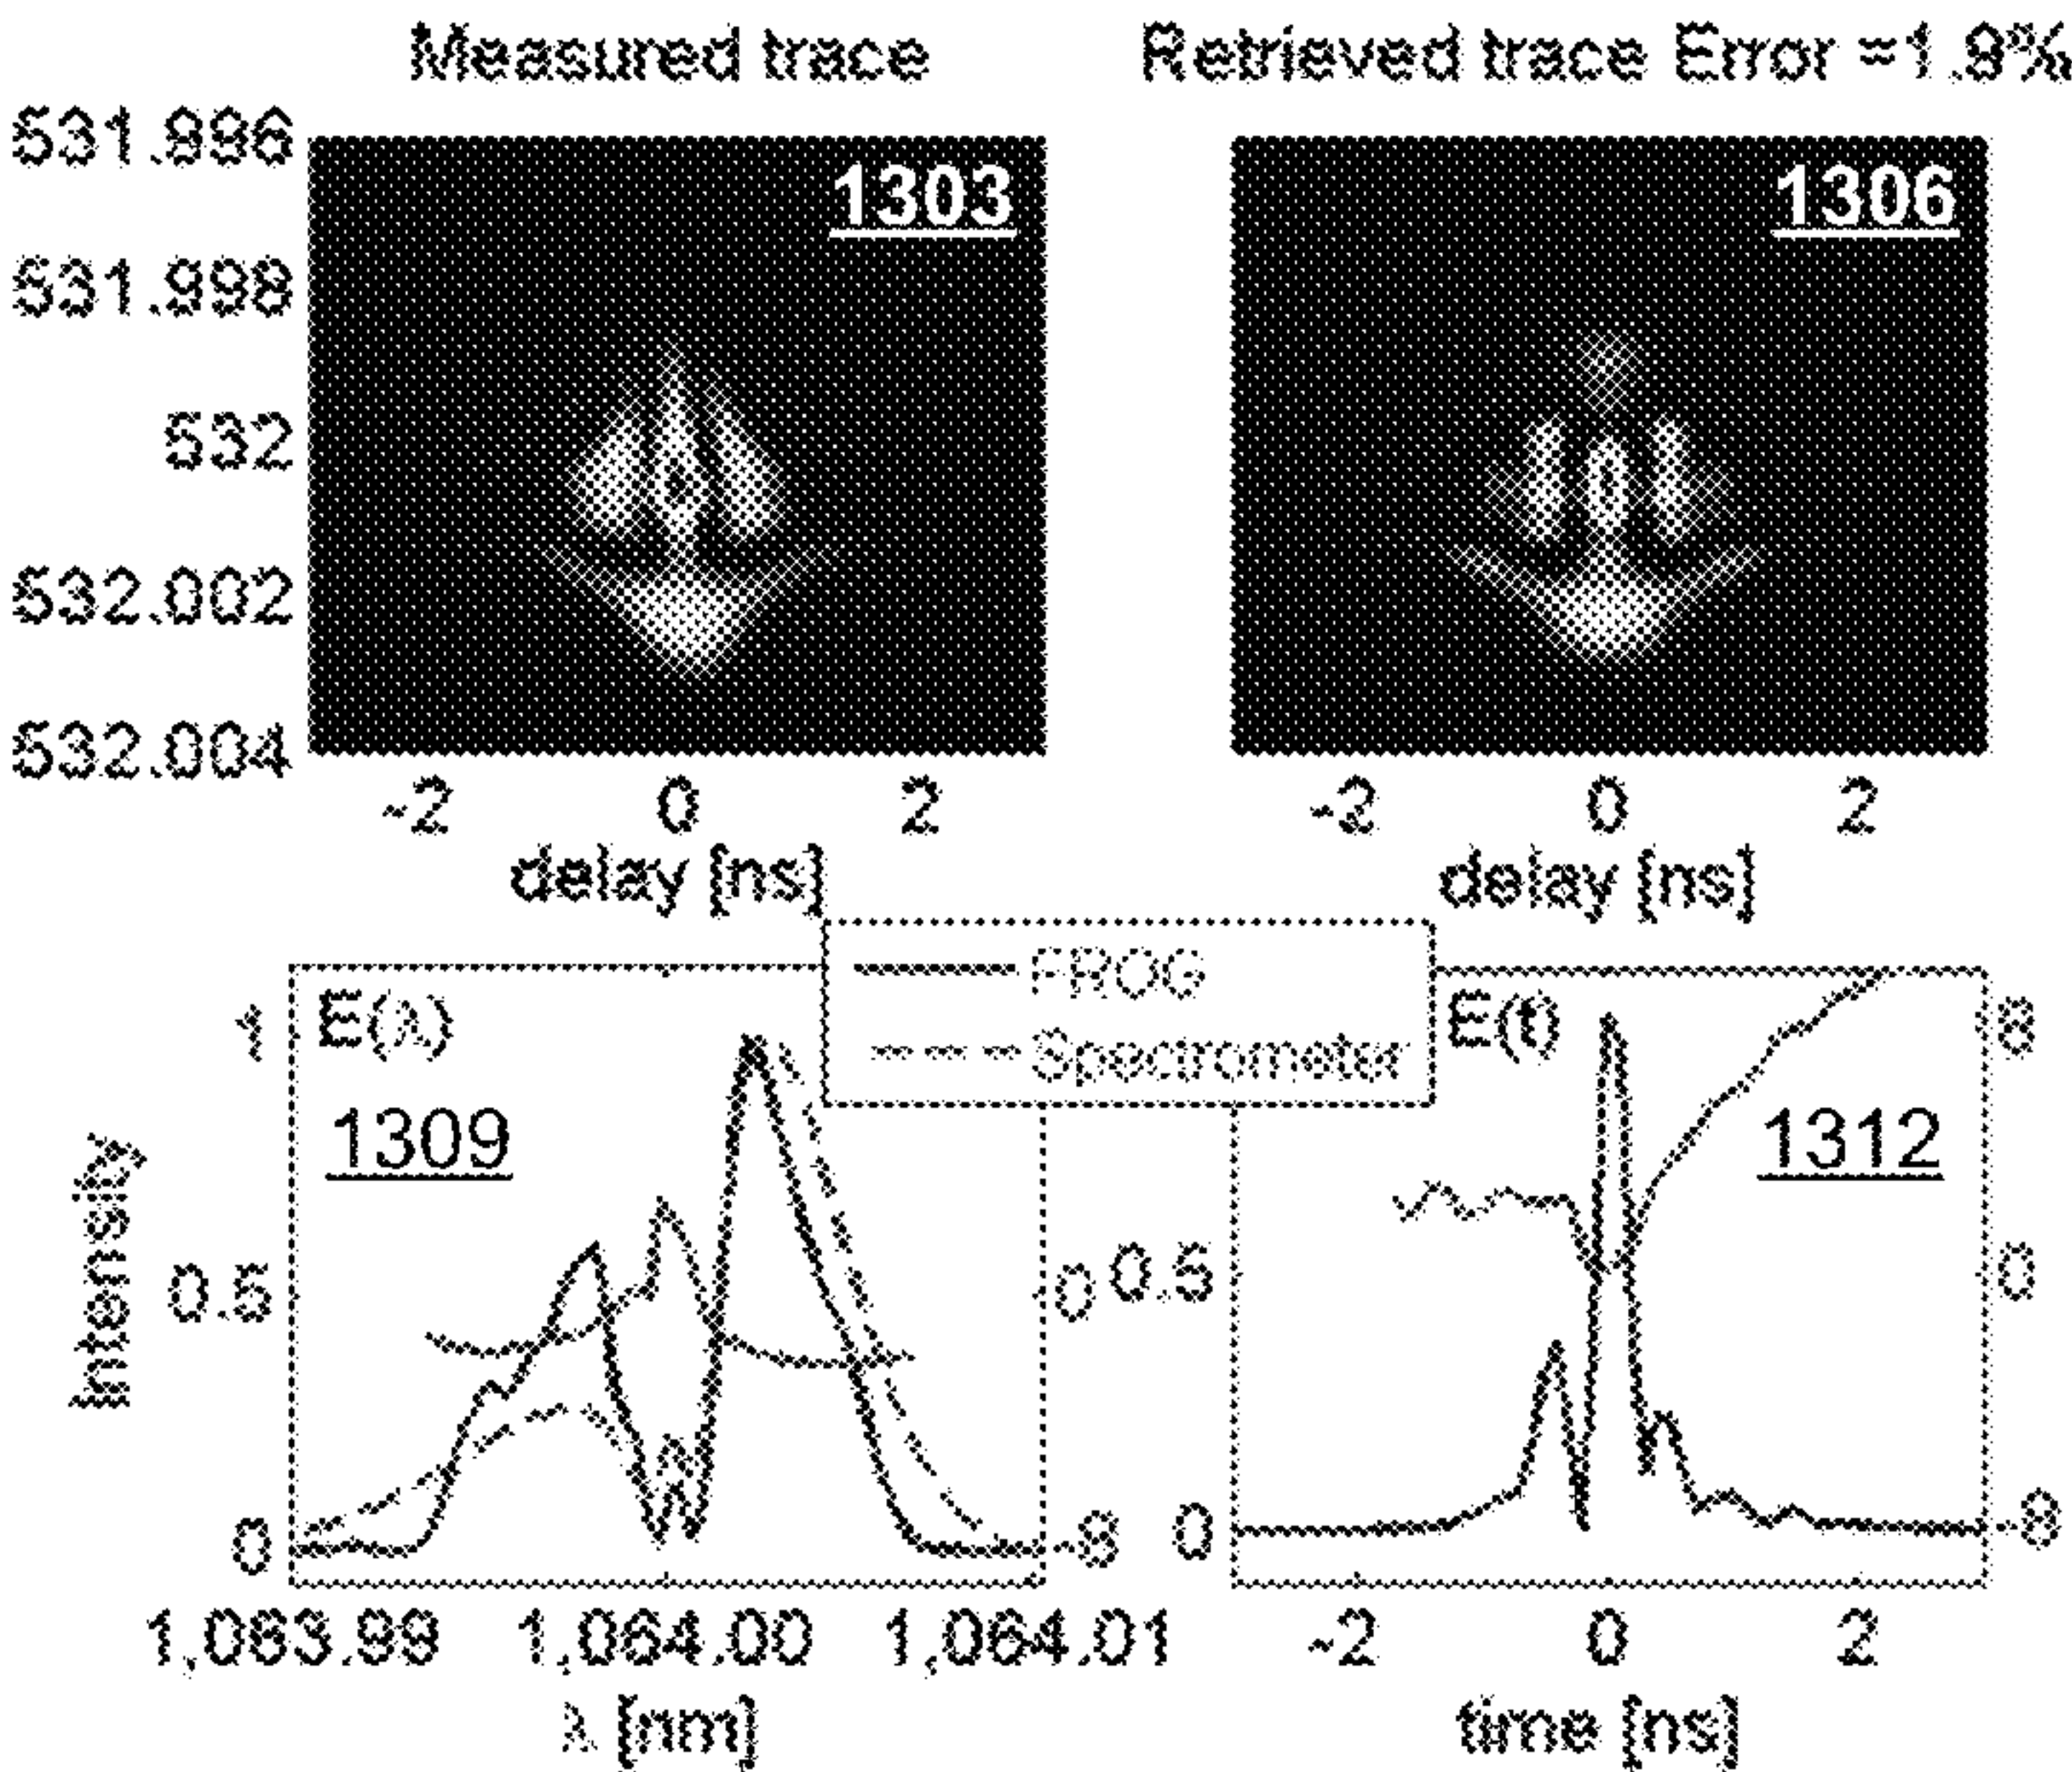 Measured trace
Retrieved trace Error =1.9%
531.996
531.998
532
532.002
532.004
1303
1306
-2 0 2
delay [ns]
-2 0 2
delay [ns]
FROG
Spectrometer
E(λ)
1309
Intensity
1
0.5
0
0
-8
1,063.99 1,064.00 1,064.01
λ [nm]
E(t)
1312
0.5
0
8
0
-8
-2 0 2
time [ns]